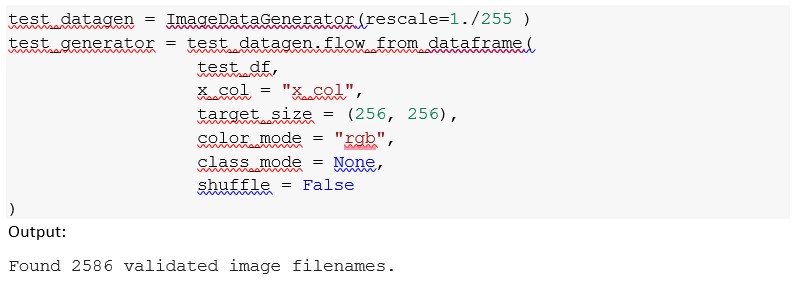 test_datagen = ImageDataGenerator(rescale=1./255 )
test_generator = test_datagen.flow_from_dataframe(
test_df,
x_col = "x_col",
target_size = (256, 256),
color_mode = "rgb",
class_mode = None,
shuffle = False
)
Output:
Found 2586 validated image filenames.